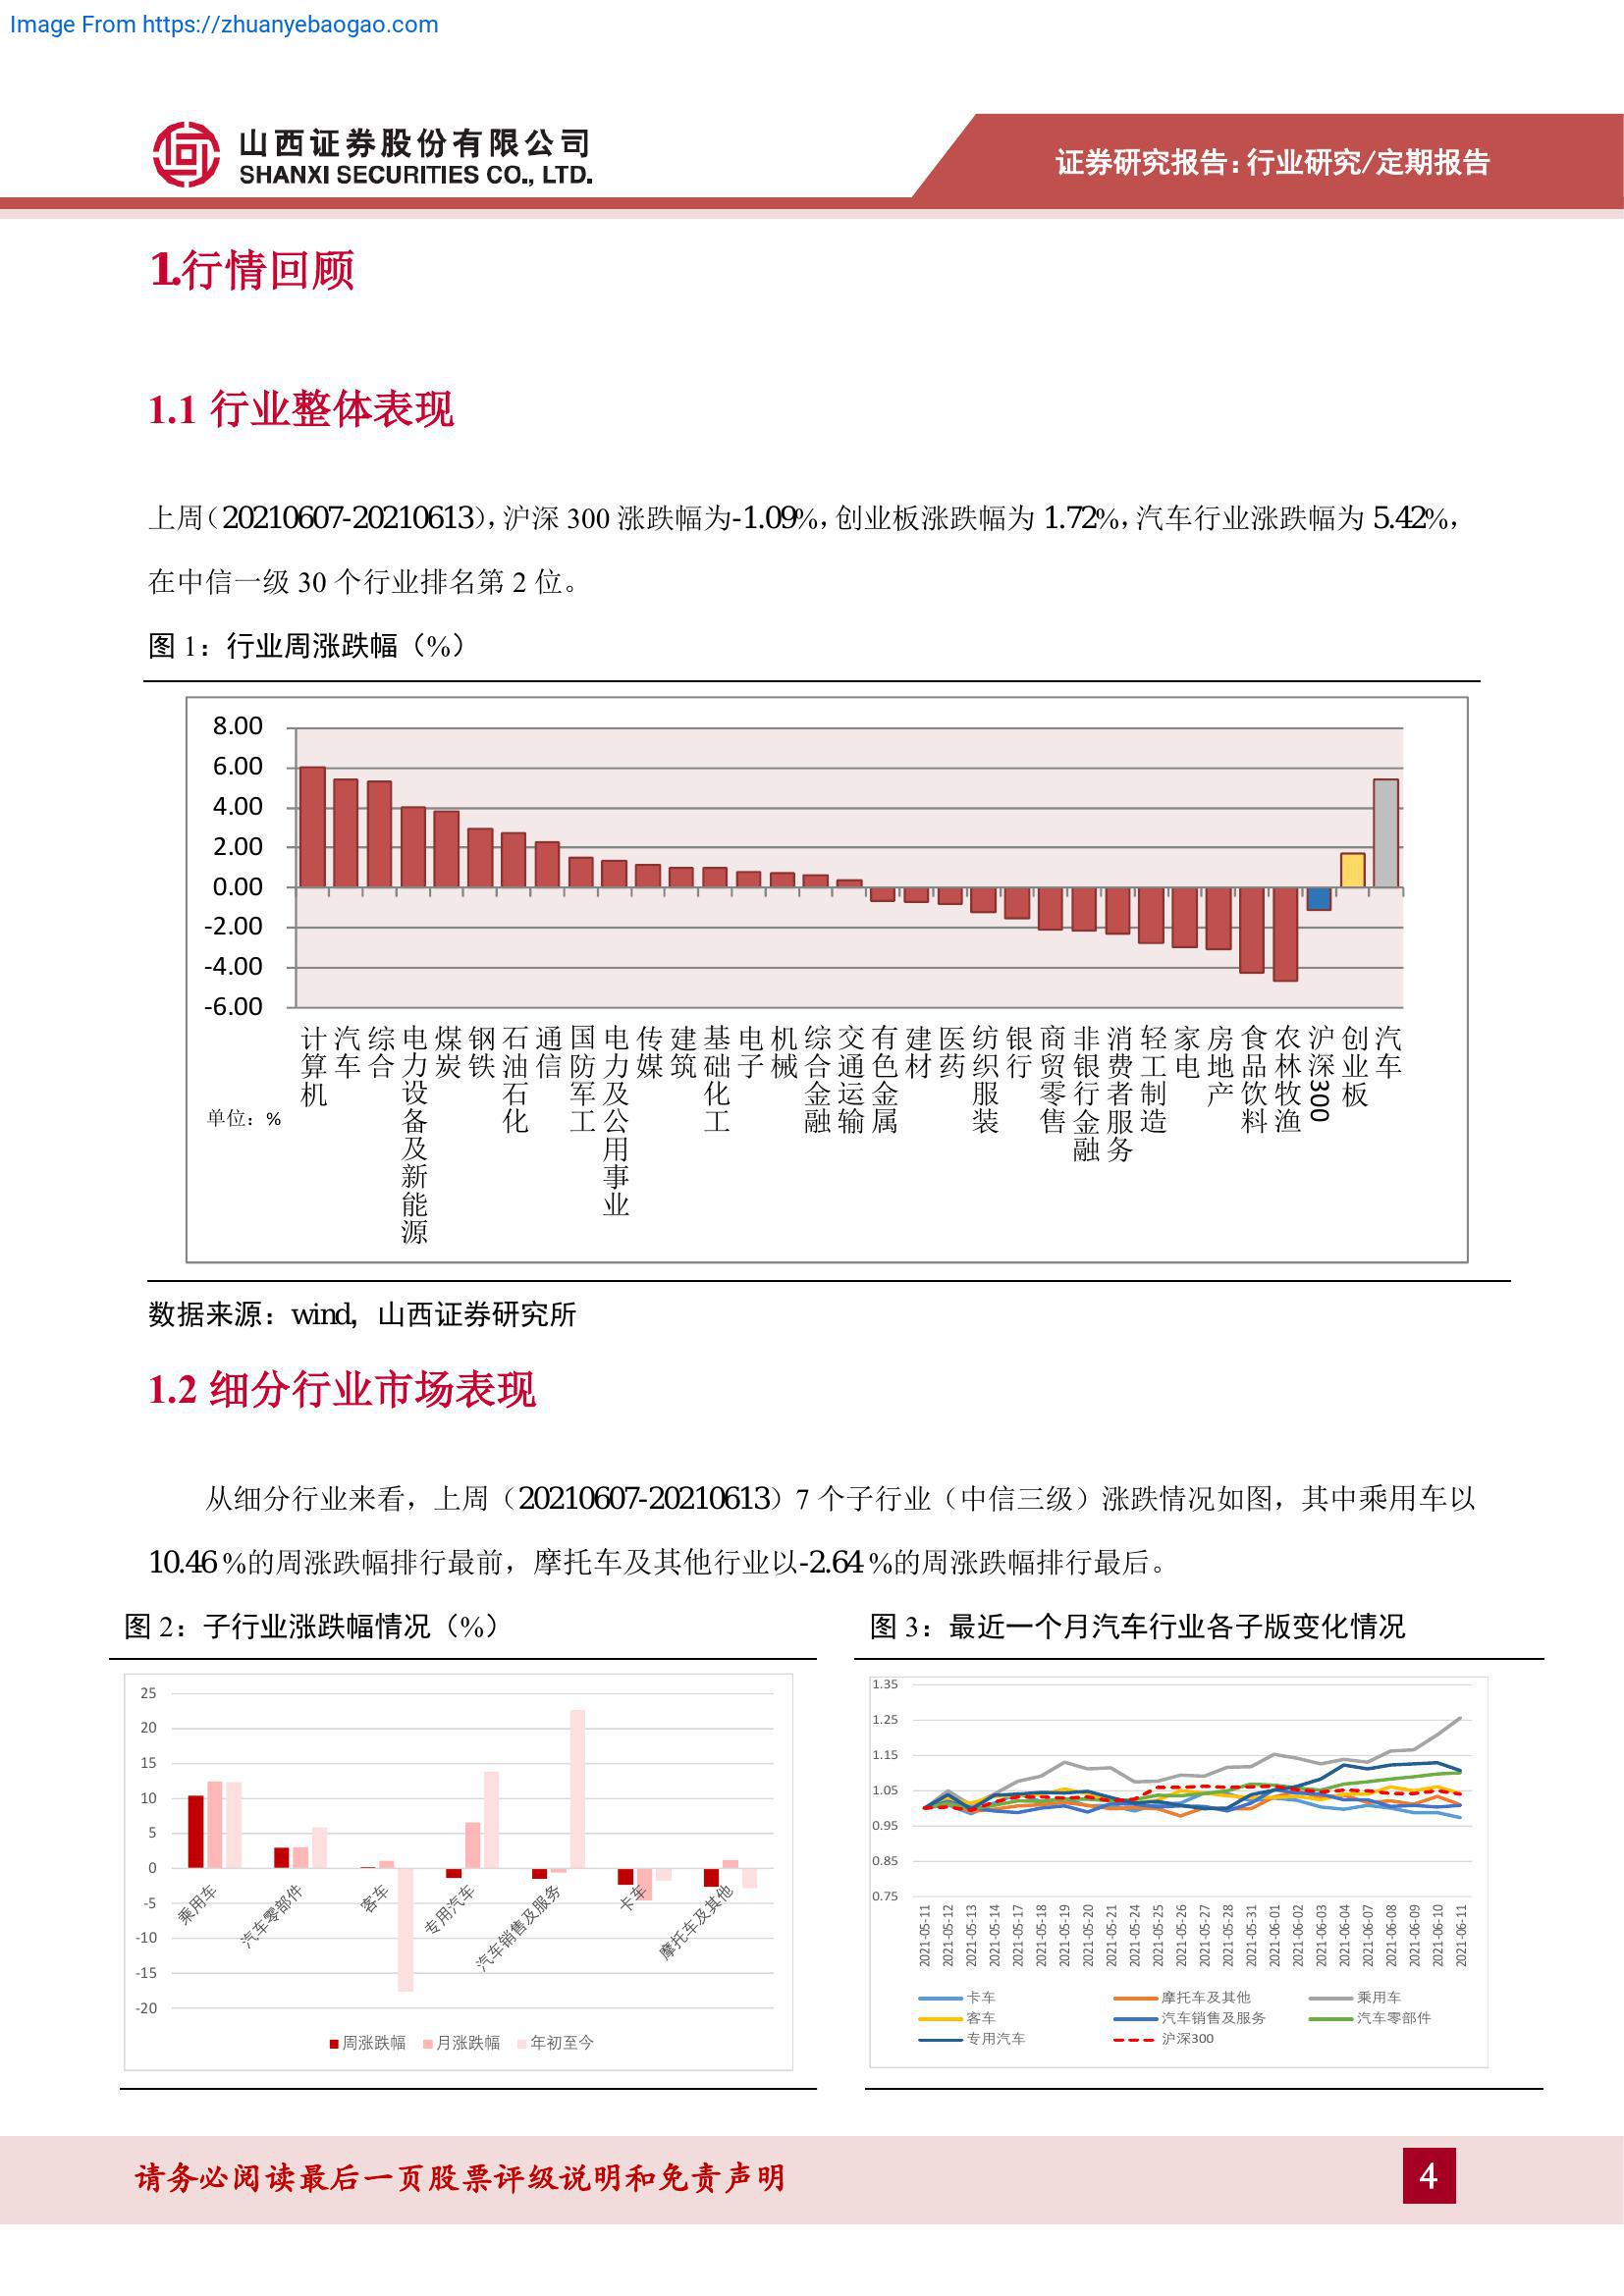 Image From https://zhuanyebaogao.com
山西证券股份有限公司
SHANXI SECURITIES CO., LTD.
证券研究报告：行业研究/定期报告
1.行情回顾
1.1 行业整体表现
上周（20210607-20210613），沪深 300 涨跌幅为-1.09%，创业板涨跌幅为 1.72%，汽车行业涨跌幅为 5.42%，
在中信一级 30 个行业排名第 2 位。
图 1：行业周涨跌幅（%）
8.00
6.00
4.00
2.00
0.00
-2.00
-4.00
-6.00
单位：%
计算机
汽车
综合
电力设备及新能源
煤炭
钢铁
石油石化
通信
国防军工
电力及公用事业
传媒
建筑
基础化工
电子
机械
综合金融
交通运输
有色金属
建材
医药
纺织服装
银行
商贸零售
非银行金融
消费者服务
轻工制造
家电
房地产
食品饮料
农林牧渔
沪深300
创业板
汽车
数据来源：wind，山西证券研究所
1.2 细分行业市场表现
从细分行业来看，上周（20210607-20210613）7 个子行业（中信三级）涨跌情况如图，其中乘用车以
10.46 %的周涨跌幅排行最前，摩托车及其他行业以-2.64 %的周涨跌幅排行最后。
图 2：子行业涨跌幅情况（%）
25
20
15
10
5
0
-5
-10
-15
-20
乘用车
汽车零部件
客车
专用汽车
汽车销售及服务
卡车
摩托车及其他
周涨跌幅 月涨跌幅 年初至今
图 3：最近一个月汽车行业各子版变化情况
1.35
1.25
1.15
1.05
0.95
0.85
0.75
2021-05-11
2021-05-12
2021-05-13
2021-05-14
2021-05-17
2021-05-18
2021-05-19
2021-05-20
2021-05-21
2021-05-24
2021-05-25
2021-05-26
2021-05-27
2021-05-28
2021-05-31
2021-06-01
2021-06-02
2021-06-03
2021-06-04
2021-06-07
2021-06-08
2021-06-09
2021-06-10
2021-06-11
卡车 摩托车及其他 乘用车
客车 汽车销售及服务 汽车零部件
专用汽车 沪深300
请务必阅读最后一页股票评级说明和免责声明
4